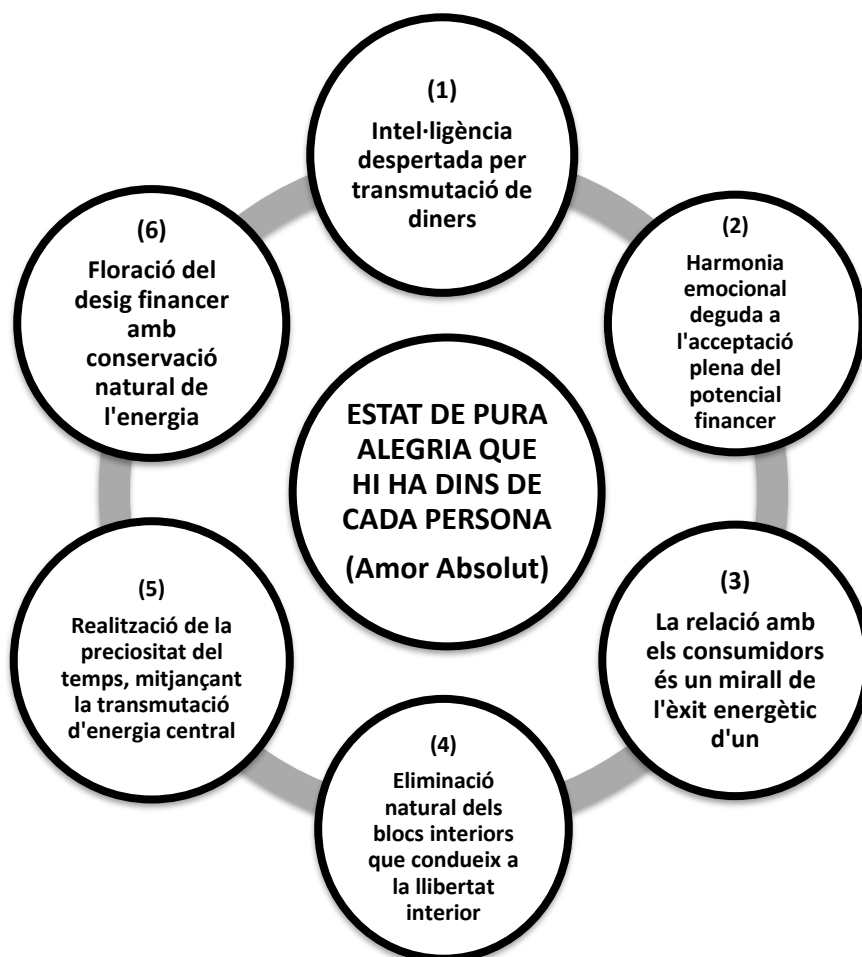 (1)
Intel·ligència
despertada per
transmutació de
diners
(2)
Harmonia
emocional
deguda a
l'acceptació
plena del
potencial
financer
(3)
La relació amb
els consumidors
és un mirall de
l'èxit energètic
d'un
(4)
Eliminació
natural dels
blocs interiors
que condueix a
la llibertat
interior
(5)
Realització de la
preciositat del
temps, mitjançant
la transmutació
d'energia central
(6)
Floració del
desig financer
amb
conservació
natural de
l'energia
ESTAT DE PURA
ALEGRIA QUE
HI HA DINS DE
CADA PERSONA
(Amor Absolut)